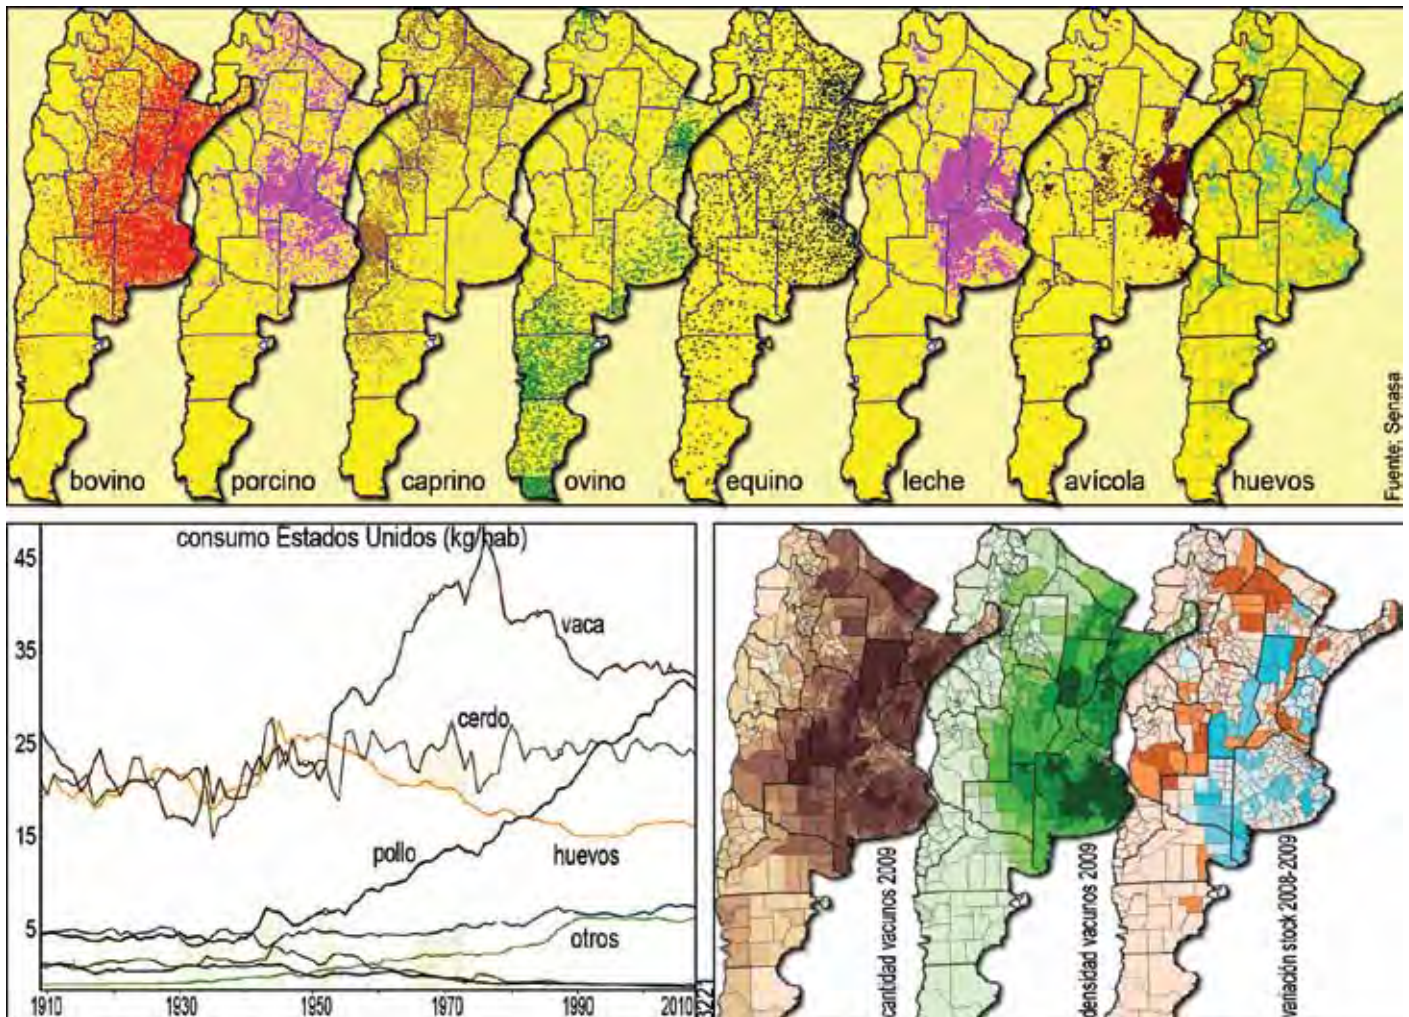 bovino
porcino
caprino
ovino
equino
leche
avícola
huevos
Fuente: Senasa
consumo Estados Unidos (kg/hab)
45
35
25
15
5
vaca
cerdo
pollo
huevos
otros
1910
1930
1950
1970
1990
2010
cantidad vacunos 2009
densidad vacunos 2009
variación stock 2008-2009